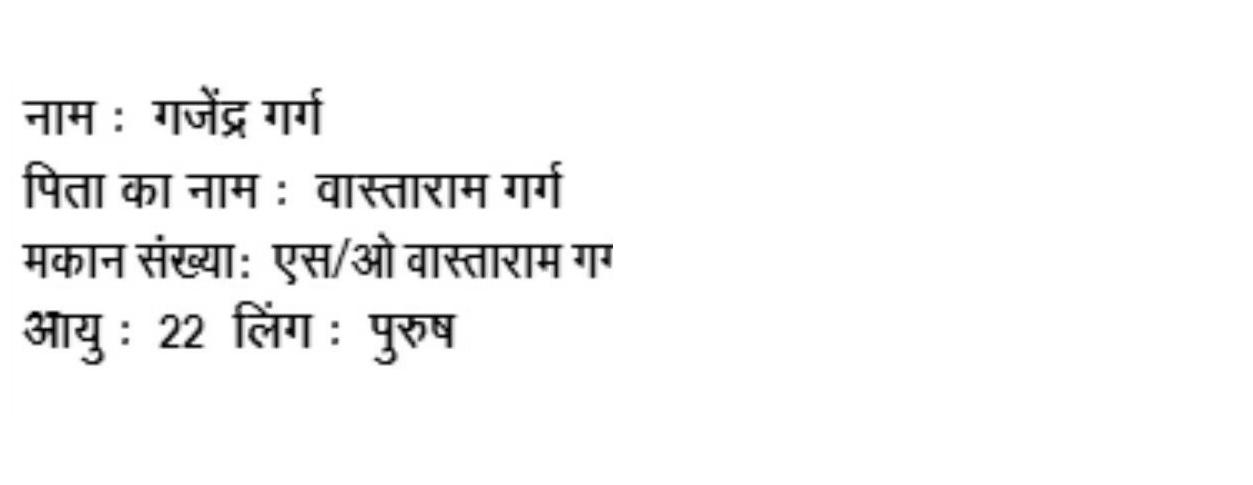 नाम : गजेंद्र गर्ग
पिता का नाम : वास्ताराम गर्ग
मकान संख्या: एस/ओ वास्ताराम
आयु : 22 लिंग : पुरुष